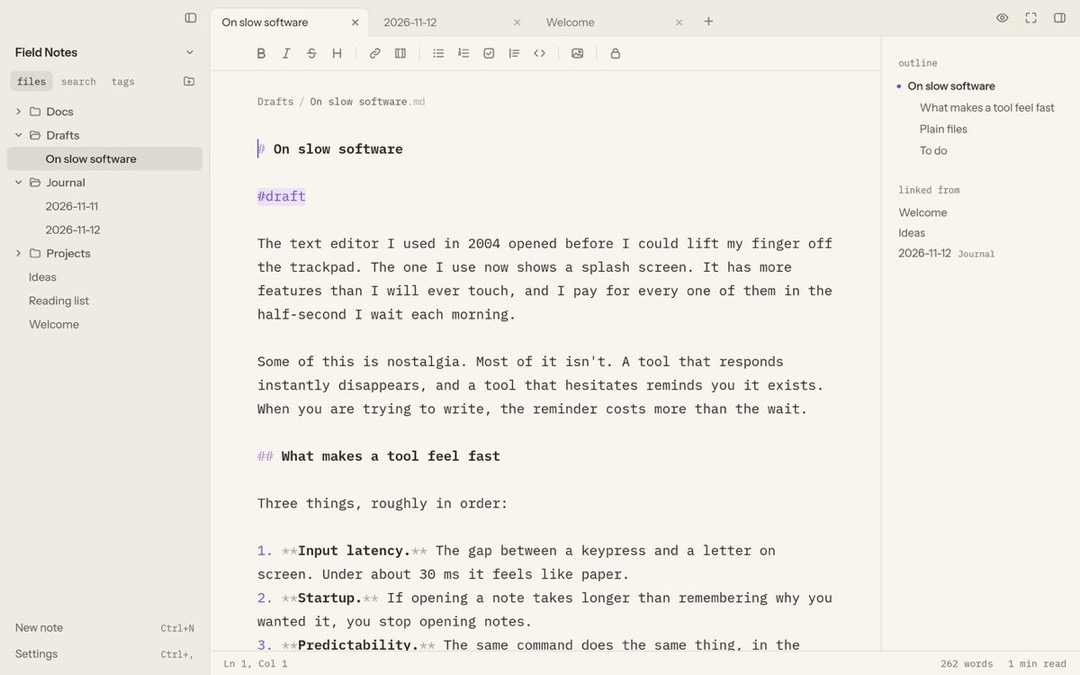 On slow software
2026-11-12
Welcome
Field Notes
files search tags
Docs
Drafts
On slow software
Journal
2026-11-11
2026-11-12
Projects
Ideas
Reading list
Welcome
New note Ctrl+N
Settings Ctrl+,
B I S H
Drafts / On slow software.md
# On slow software
#draft
The text editor I used in 2004 opened before I could lift my finger off
the trackpad. The one I use now shows a splash screen. It has more
features than I will ever touch, and I pay for every one of them in the
half-second I wait each morning.
Some of this is nostalgia. Most of it isn't. A tool that responds
instantly disappears, and a tool that hesitates reminds you it exists.
When you are trying to write, the reminder costs more than the wait.
## What makes a tool feel fast
Three things, roughly in order:
1. **Input latency.** The gap between a keypress and a letter on
screen. Under about 30 ms it feels like paper.
2. **Startup.** If opening a note takes longer than remembering why you
wanted it, you stop opening notes.
3. **Predictability.** The same command does the same thing, in the
Ln 1, Col 1
262 words 1 min read
outline
On slow software
What makes a tool feel fast
Plain files
To do
linked from
Welcome
Ideas
2026-11-12 Journal